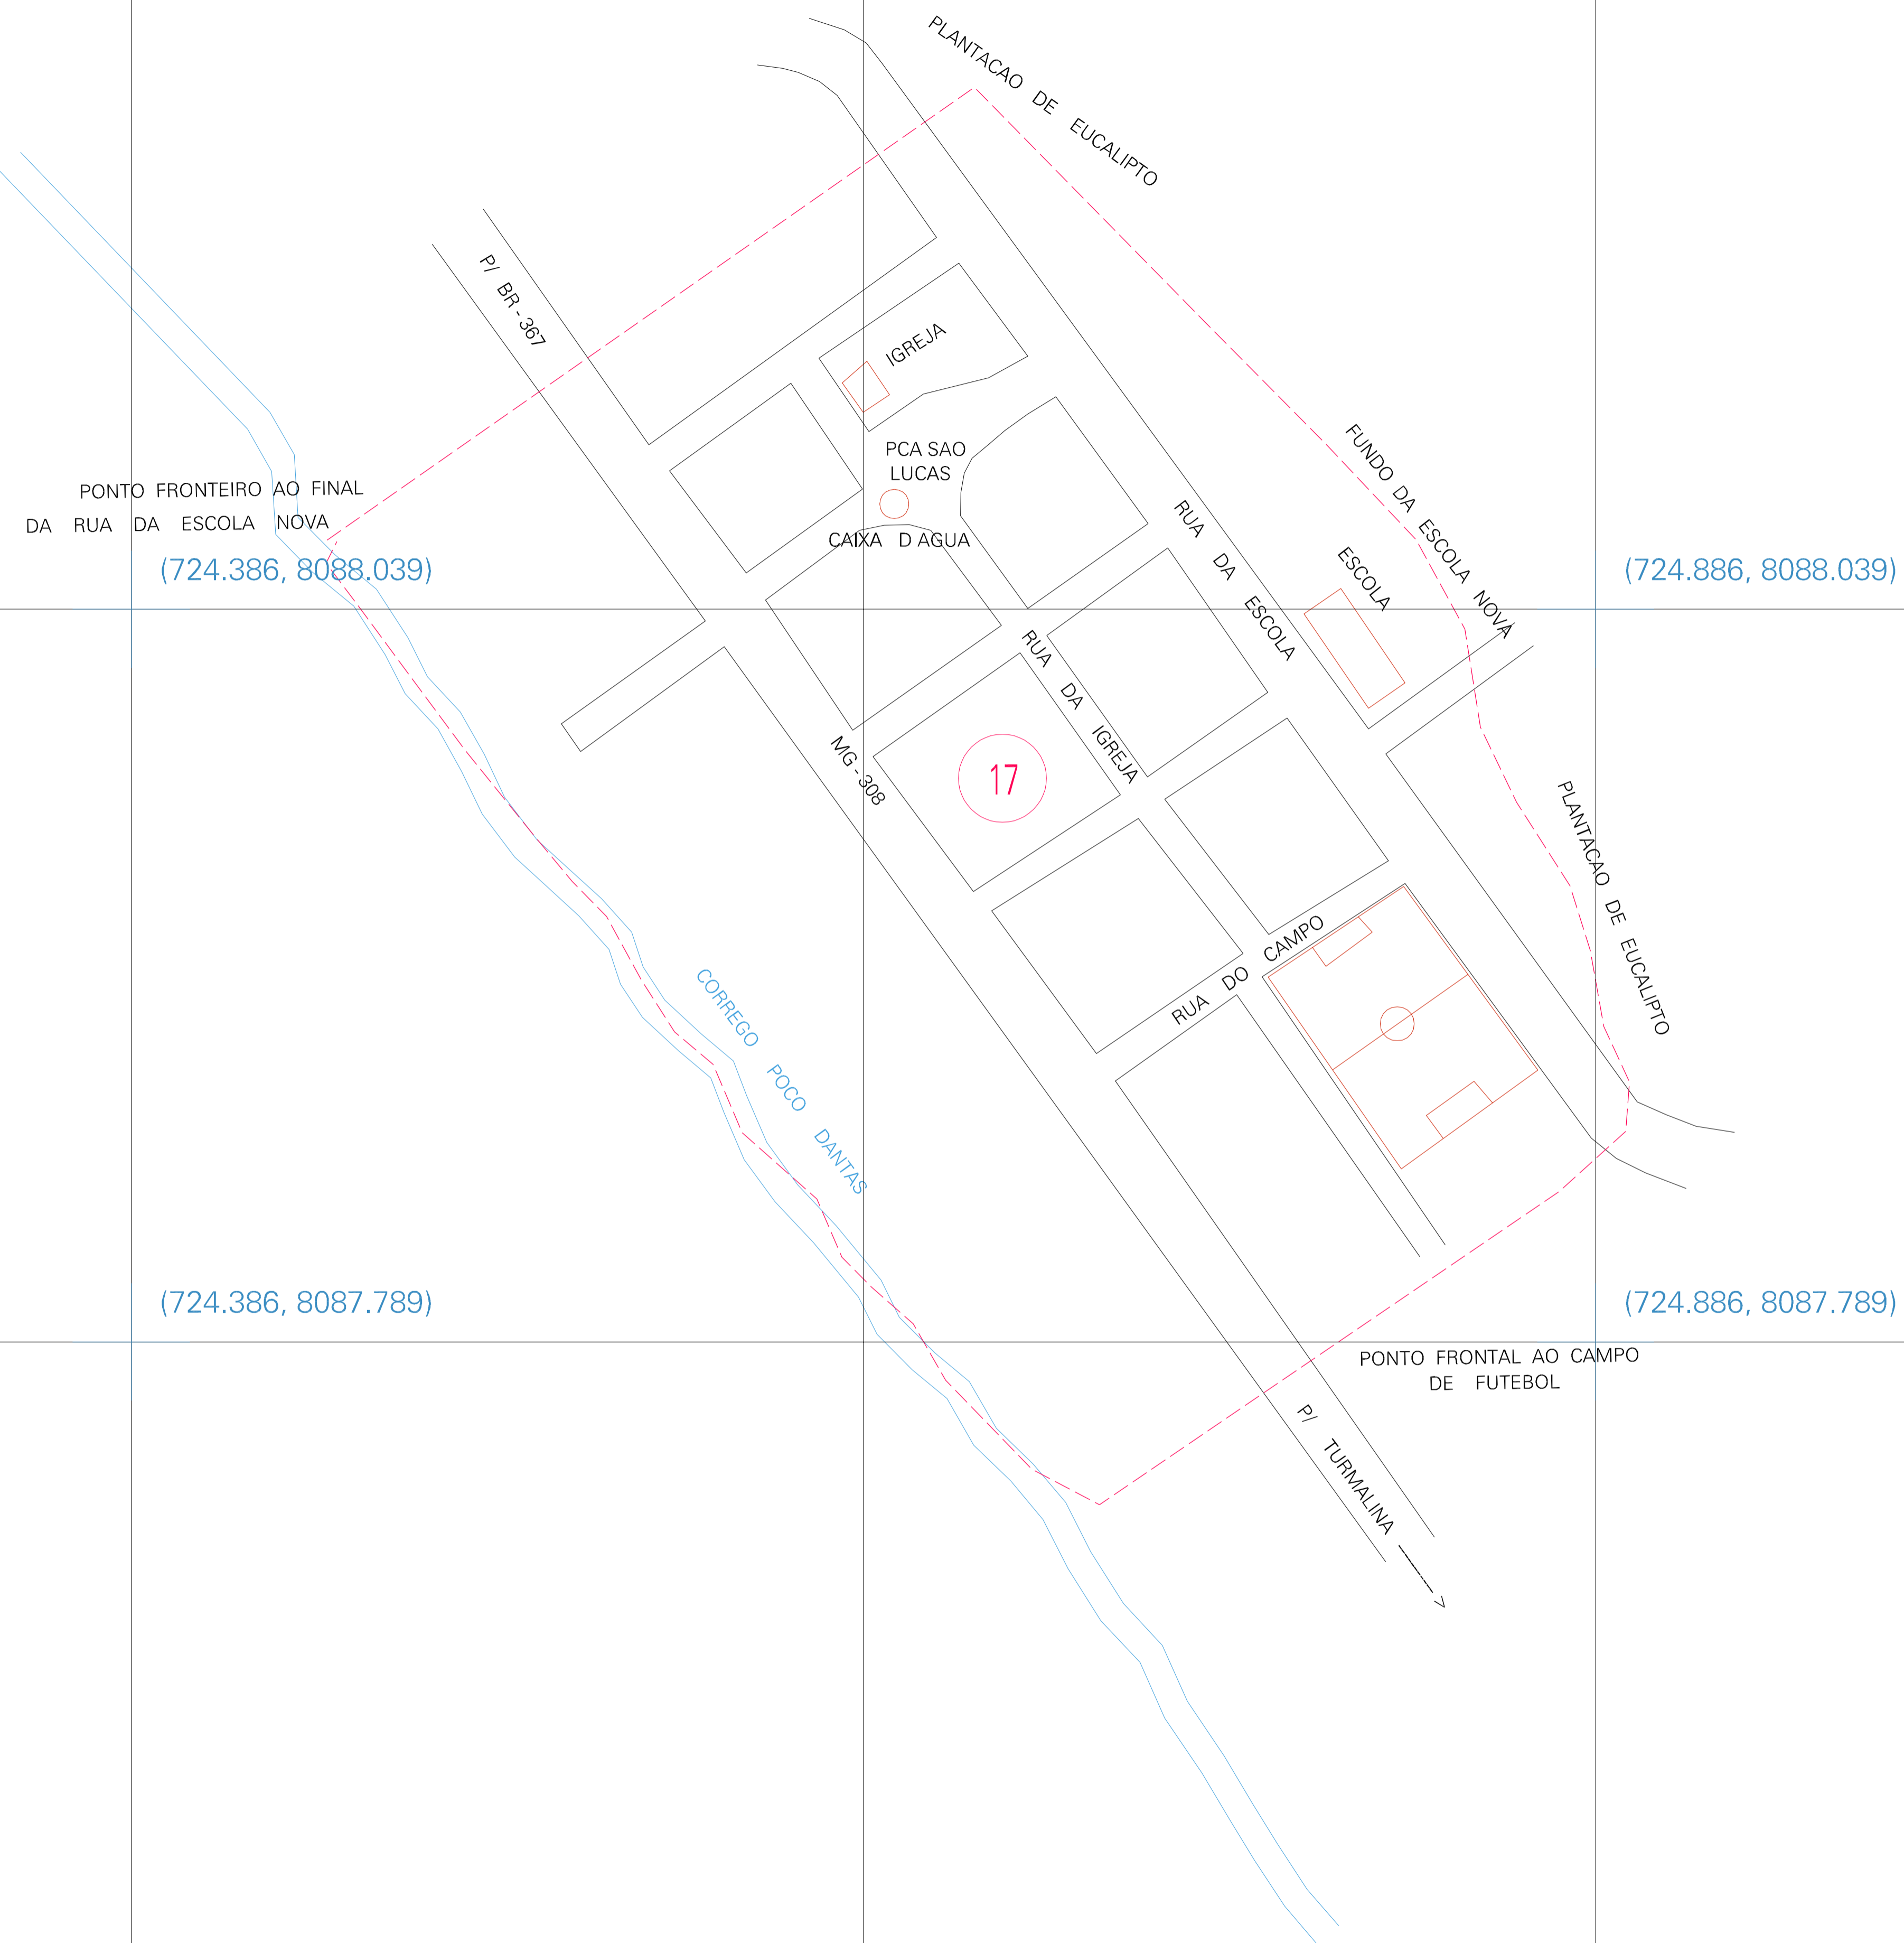 PLANTACAO DE EUCALIPTO
P/ BR - 367
IGREJA
PCA SAO
LUCAS
CAIXA D AGUA
PONTO FRONTEIRO AO FINAL
DA RUA DA ESCOLA NOVA
(724.386, 8088.039)
(724.886, 8088.039)
FUNDO DA ESCOLA NOVA
ESCOLA
RUA DA ESCOLA
RUA DA IGREJA
MG - 308
17
PLANTACAO DE EUCALIPTO
RUA DO CAMPO
CORREGO POCO DANTAS
(724.386, 8087.789)
(724.886, 8087.789)
PONTO FRONTAL AO CAMPO
DE FUTEBOL
P/ TURMALINA